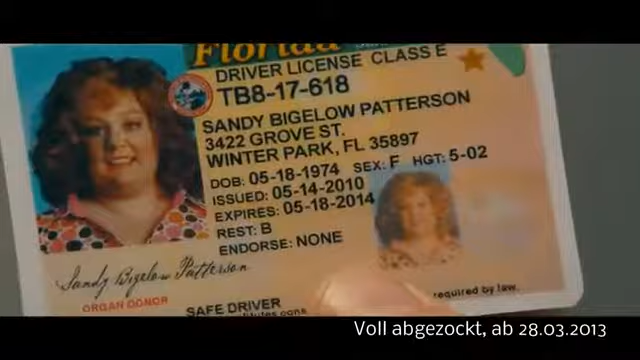 Florida
DRIVER LICENSE CLASS E
TB8-17-618
SANDY BIGELOW PATTERSON
3422 GROVE ST.
WINTER PARK, FL 35897
DOB: 05-18-1974 SEX: F HGT: 5-02
ISSUED: 05-14-2010
EXPIRES: 05-18-2014
REST: B
ENDORSE: NONE
Sandy Bigelow Patterson
ORGAN DONOR
SAFE DRIVER
required by law.
Voll abgezockt, ab 28.03.2013